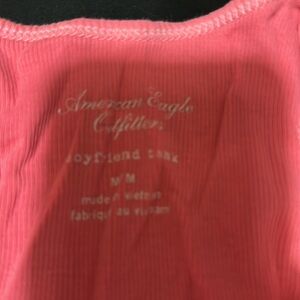 American Eagle
Outfitters
boyfriend tank
M/M
made in vietnam
fabriqué au vietnam